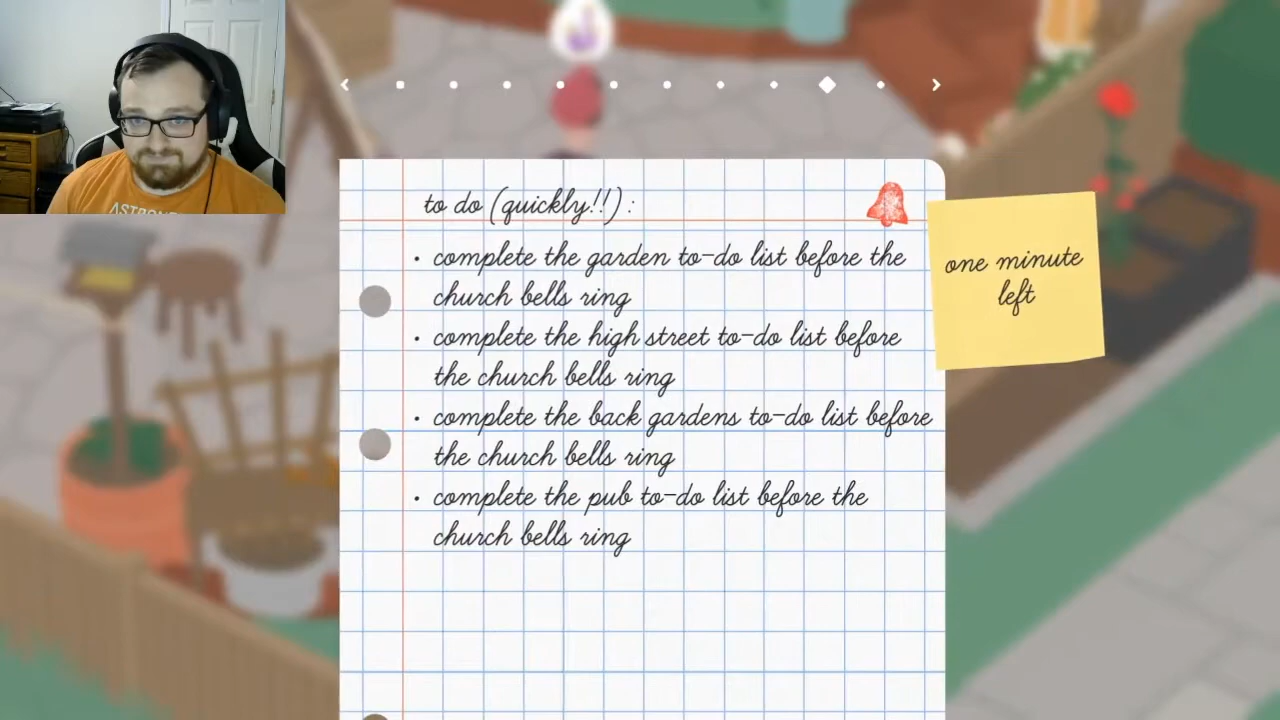 to do (quickly!!) :
• complete the garden to-do list before the
church bells ring
• complete the high street to-do list before
the church bells ring
• complete the back gardens to-do list before
the church bells ring
• complete the pub to-do list before the
church bells ring
one minute
left